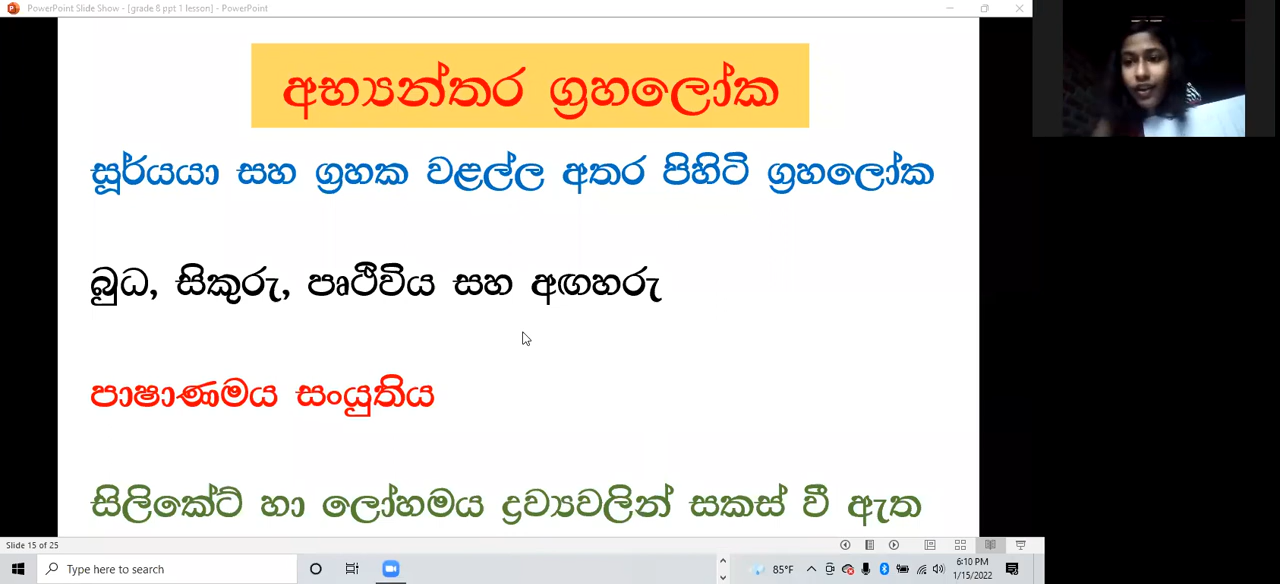 PowerPoint Slide Show - [grade 8 ppt 1 lesson] - PowerPoint
අභ්‍යන්තර ග්‍රහලෝක
සූර්යයා සහ ග්‍රහක වළල්ල අතර පිහිටි ග්‍රහලෝක
බුධ, සිකුරු, පෘථිවිය සහ අඟහරු
පාෂාණමය සංයුතිය
සිලිකේට් හා ලෝහමය ද්‍රව්‍යවලින් සකස් වී ඇත
Slide 15 of 25
Type here to search
85°F
6:10 PM
1/15/2022